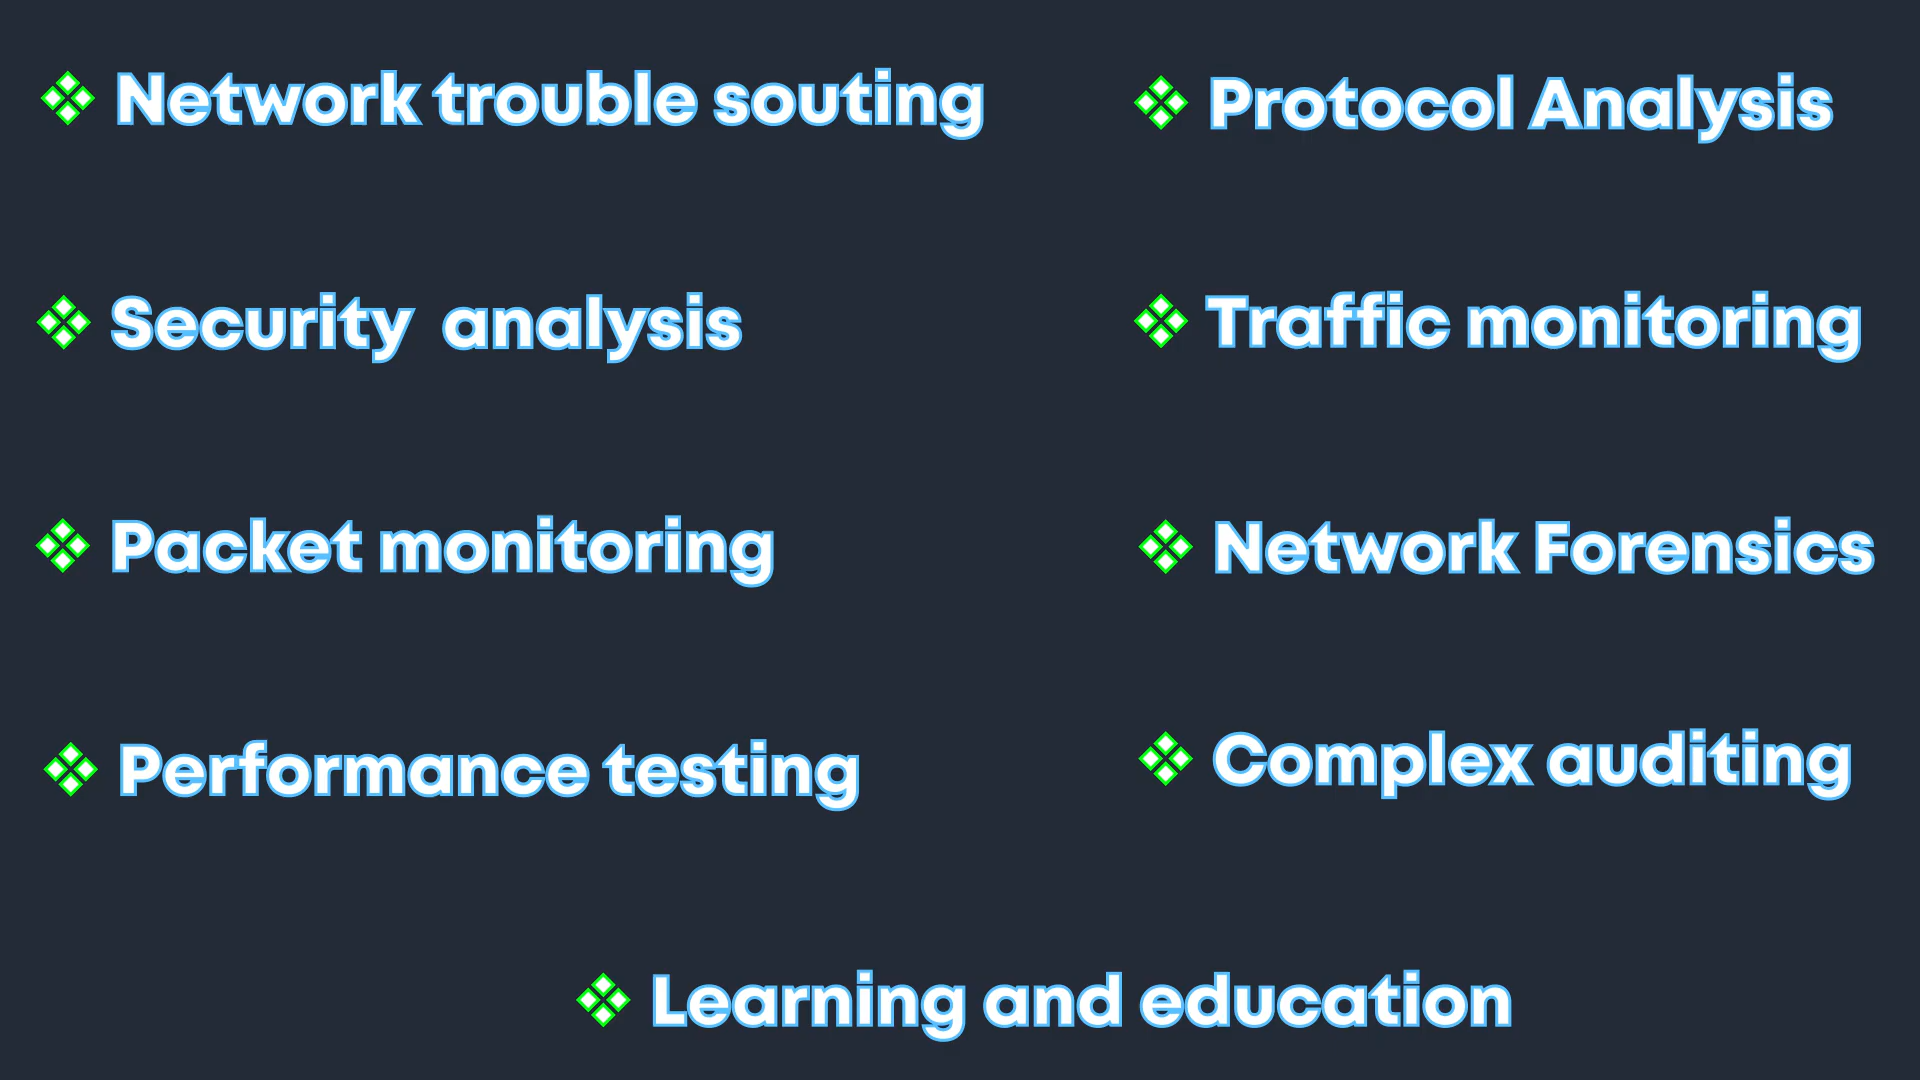 Network trouble souting
Protocol Analysis
Security  analysis
Traffic monitoring
Packet monitoring
Network Forensics
Performance testing
Complex auditing
Learning and education